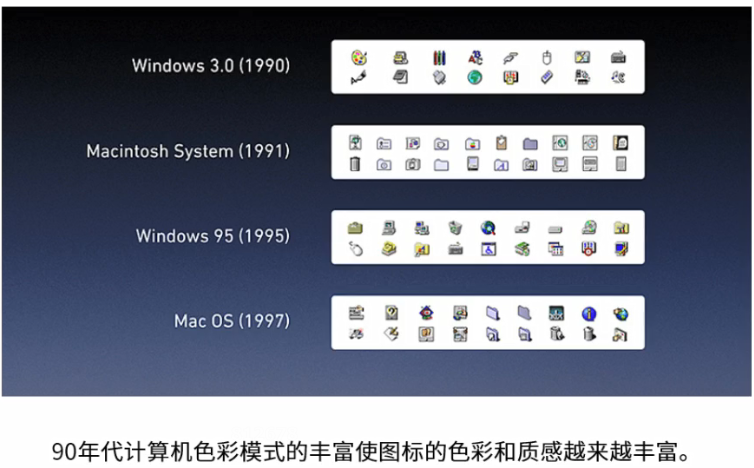 Windows 3.0 (1990)
Macintosh System (1991)
Windows 95 (1995)
Mac OS (1997)
90年代计算机色彩模式的丰富使图标的色彩和质感越来越丰富。